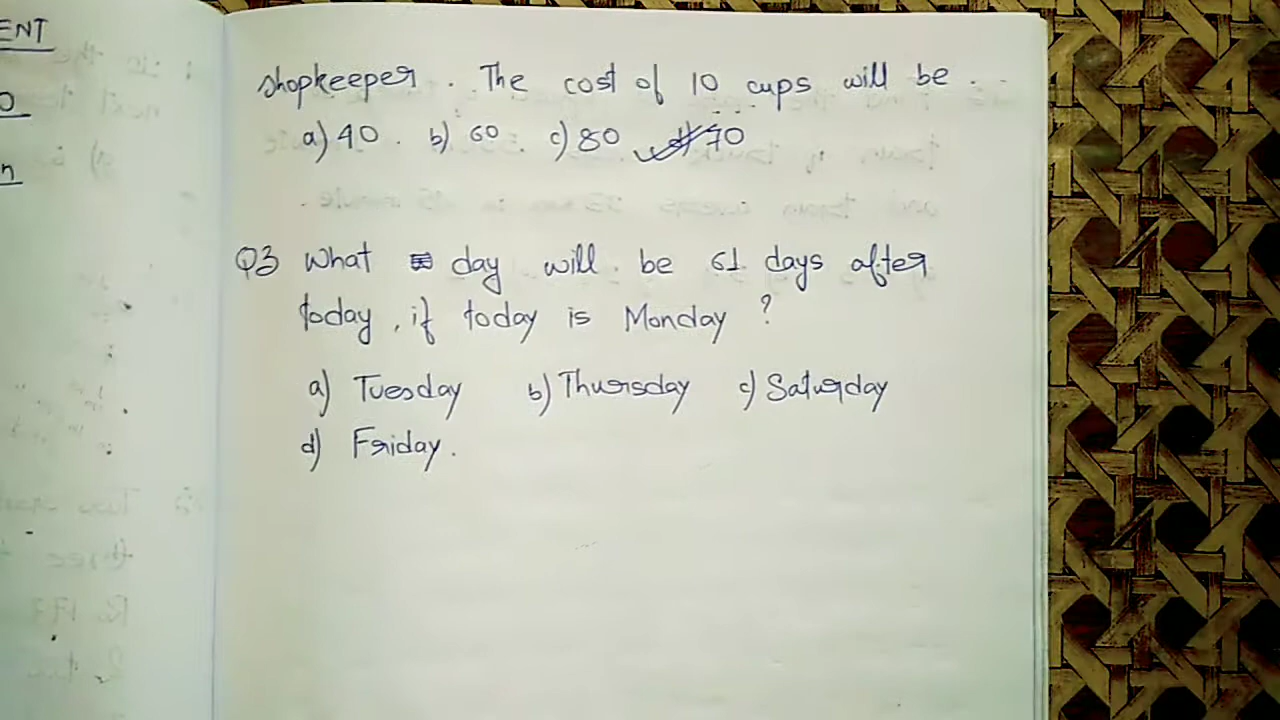 ENT
shopkeeper . The cost of 10 cups will be .
a) 40 . b) 60 . c) 80 d) 70
Q3 What day will be 61 days after
today , if today is Monday ?
a) Tuesday b) Thursday c) Saturday
d) Friday .